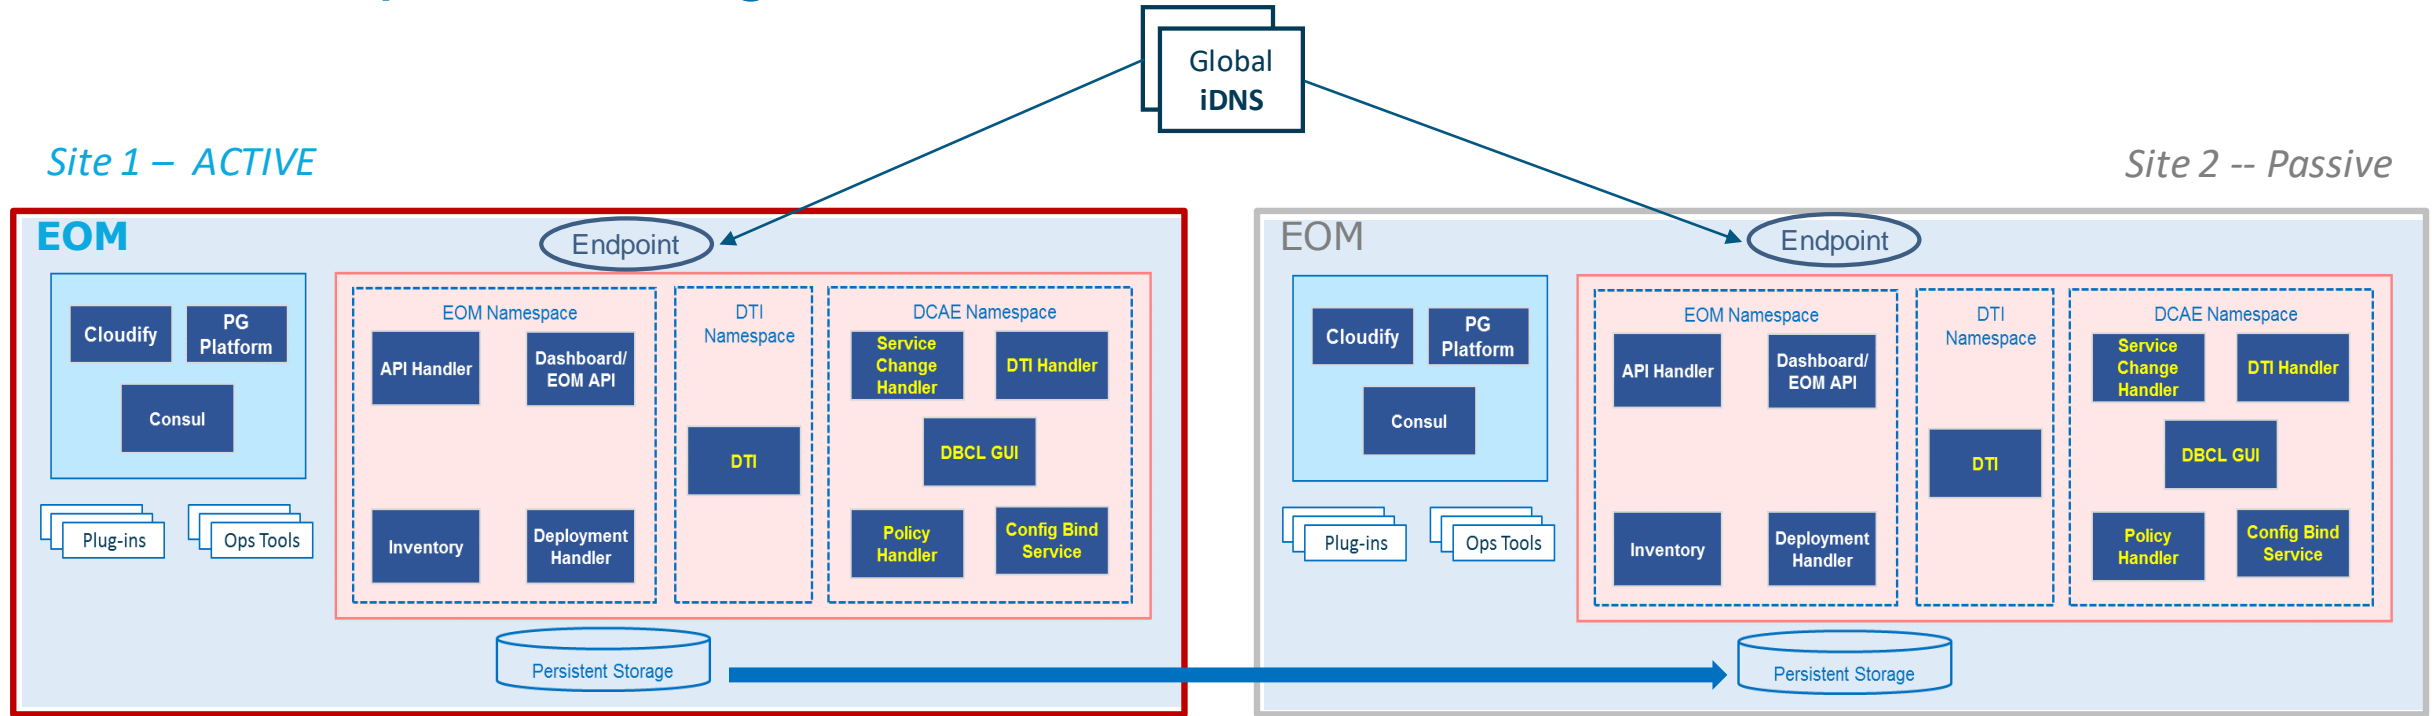 Global
iDNS
Site 1 – ACTIVE
Site 2 -- Passive
EOM
Endpoint
Cloudify
PG
Platform
Consul
Plug-ins
Ops Tools
EOM Namespace
API Handler
Dashboard/
EOM API
Inventory
Deployment
Handler
DTI
Namespace
DTI
DCAE Namespace
Service
Change
Handler
DTI Handler
DBCL GUI
Policy
Handler
Config Bind
Service
Persistent Storage
EOM
Endpoint
Cloudify
PG
Platform
Consul
Plug-ins
Ops Tools
EOM Namespace
API Handler
Dashboard/
EOM API
Inventory
Deployment
Handler
DTI
Namespace
DTI
DCAE Namespace
Service
Change
Handler
DTI Handler
DBCL GUI
Policy
Handler
Config Bind
Service
Persistent Storage